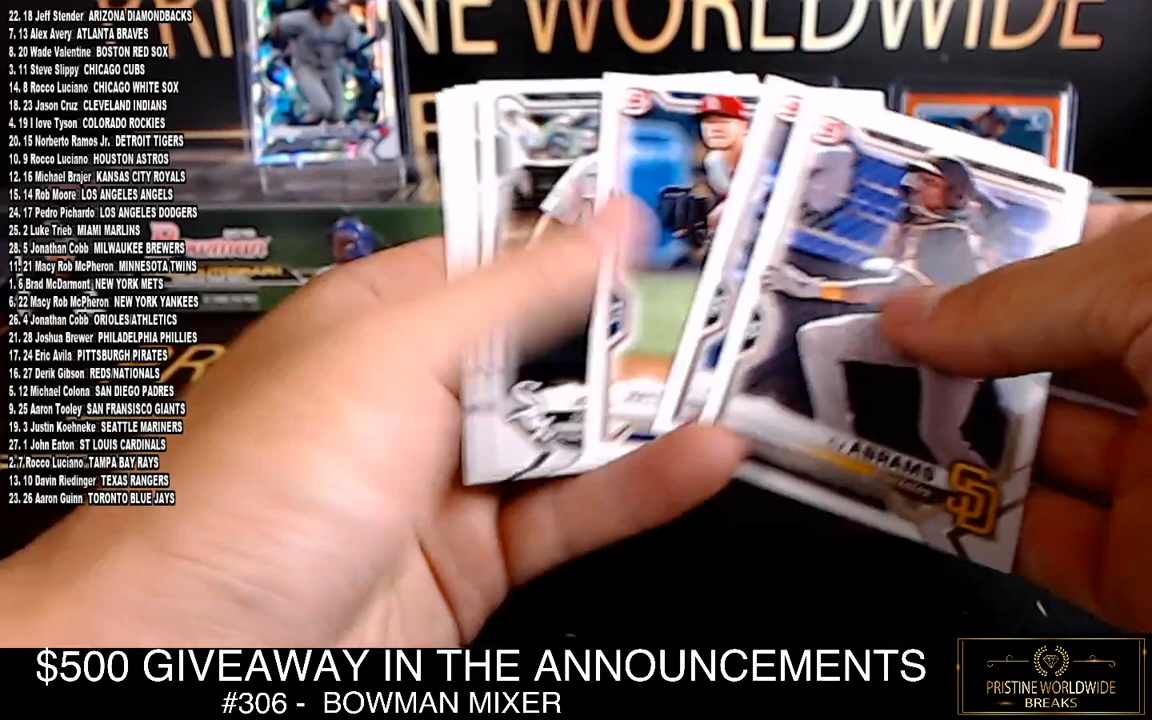 PRISTINE WORLDWIDE
22. 18 Jeff Stender ARIZONA DIAMONDBACKS
7. 13 Alex Avery ATLANTA BRAVES
8. 20 Wade Valentine BOSTON RED SOX
3. 11 Steve Slippy CHICAGO CUBS
14. 8 Rocco Luciano CHICAGO WHITE SOX
18. 23 Jason Cruz CLEVELAND INDIANS
4. 19 I love Tyson COLORADO ROCKIES
20. 15 Norberto Ramos Jr. DETROIT TIGERS
10. 9 Rocco Luciano HOUSTON ASTROS
12. 16 Michael Brajer KANSAS CITY ROYALS
15. 14 Rob Moore LOS ANGELES ANGELS
24. 17 Pedro Pichardo LOS ANGELES DODGERS
25. 2 Luke Trieb MIAMI MARLINS
28. 5 Jonathan Cobb MILWAUKEE BREWERS
11. 21 Macy Rob McPheron MINNESOTA TWINS
1. 6 Brad McDarmont NEW YORK METS
6. 22 Macy Rob McPheron NEW YORK YANKEES
26. 4 Jonathan Cobb ORIOLES/ATHLETICS
21. 28 Joshua Brewer PHILADELPHIA PHILLIES
17. 24 Eric Avila PITTSBURGH PIRATES
16. 27 Derik Gibson REDS/NATIONALS
5. 12 Michael Colona SAN DIEGO PADRES
9. 25 Aaron Tooley SAN FRANSISCO GIANTS
19. 3 Justin Koehneke SEATTLE MARINERS
27. 1 John Eaton ST LOUIS CARDINALS
2. 7 Rocco Luciano TAMPA BAY RAYS
13. 10 Davin Riedinger TEXAS RANGERS
23. 26 Aaron Guinn TORONTO BLUE JAYS
Bowman
ABRAMS
SD
$500 GIVEAWAY IN THE ANNOUNCEMENTS
#306 - BOWMAN MIXER
PRISTINE WORLDWIDE
BREAKS